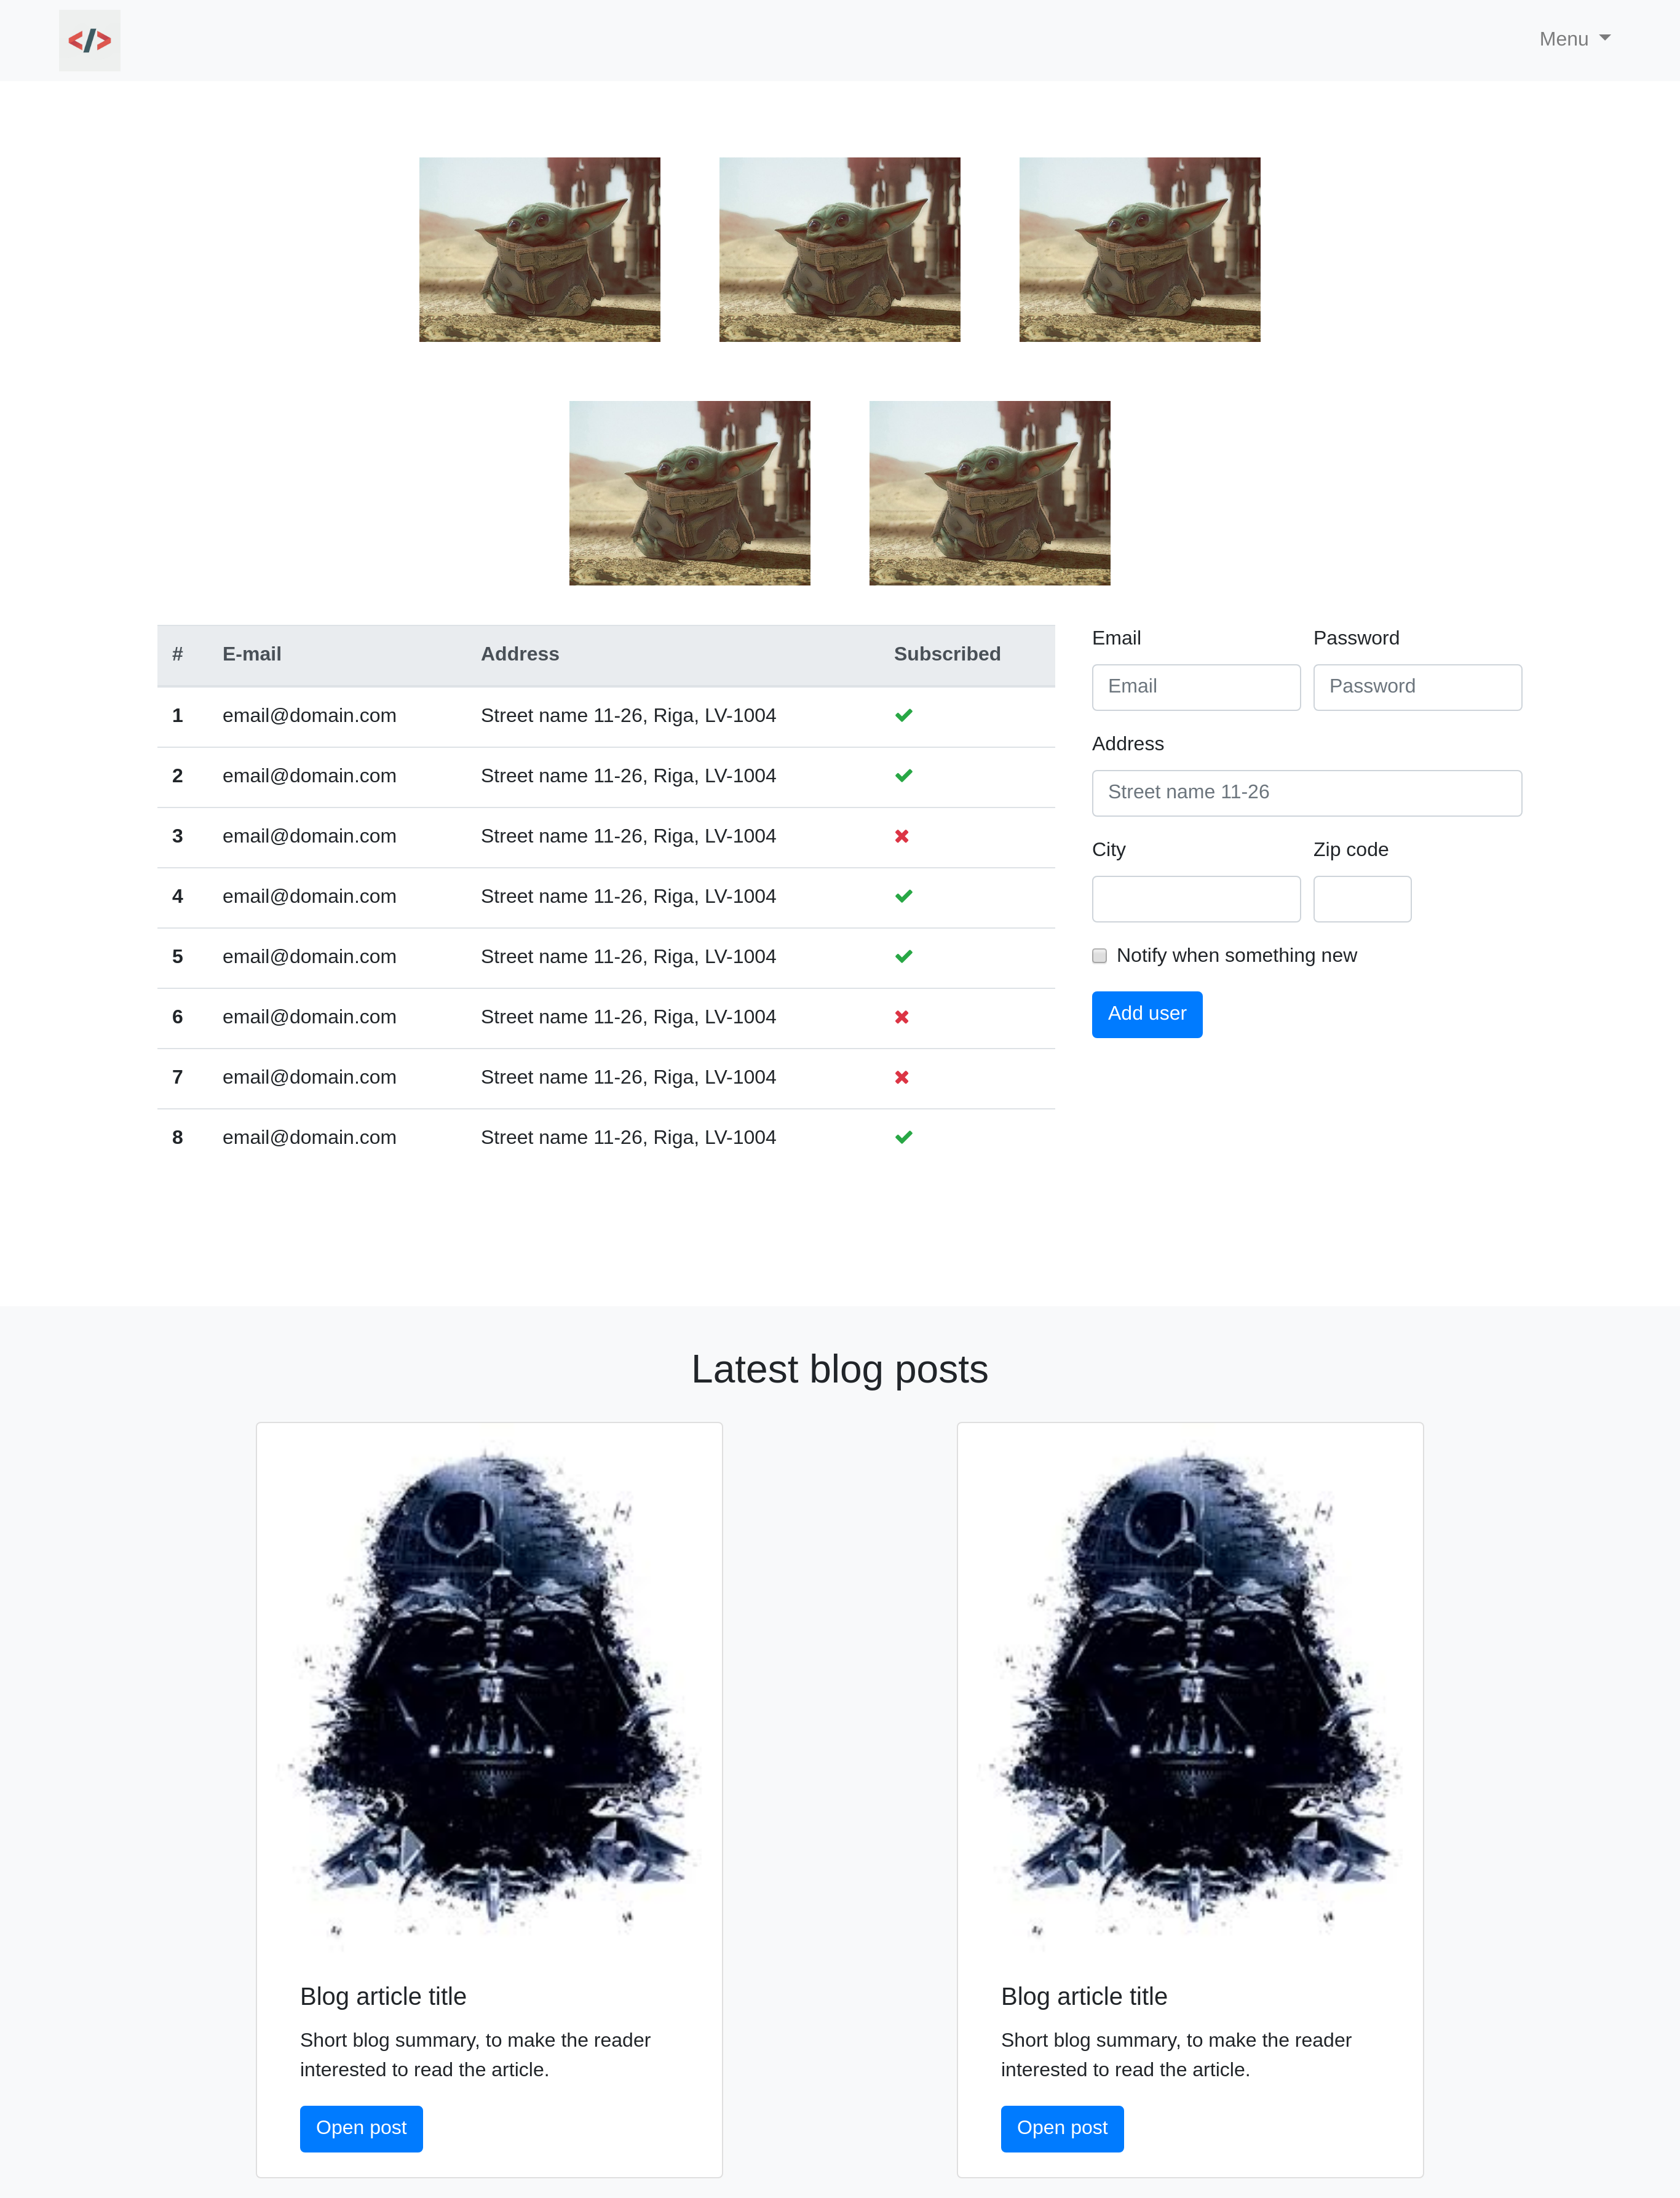 </>
Menu
# E-mail Address Subscribed
1 email@domain.com Street name 11-26, Riga, LV-1004
2 email@domain.com Street name 11-26, Riga, LV-1004
3 email@domain.com Street name 11-26, Riga, LV-1004
4 email@domain.com Street name 11-26, Riga, LV-1004
5 email@domain.com Street name 11-26, Riga, LV-1004
6 email@domain.com Street name 11-26, Riga, LV-1004
7 email@domain.com Street name 11-26, Riga, LV-1004
8 email@domain.com Street name 11-26, Riga, LV-1004
Email Password
Email Password
Address
Street name 11-26
City Zip code
Notify when something new
Add user
Latest blog posts
Blog article title
Short blog summary, to make the reader
interested to read the article.
Open post
Blog article title
Short blog summary, to make the reader
interested to read the article.
Open post